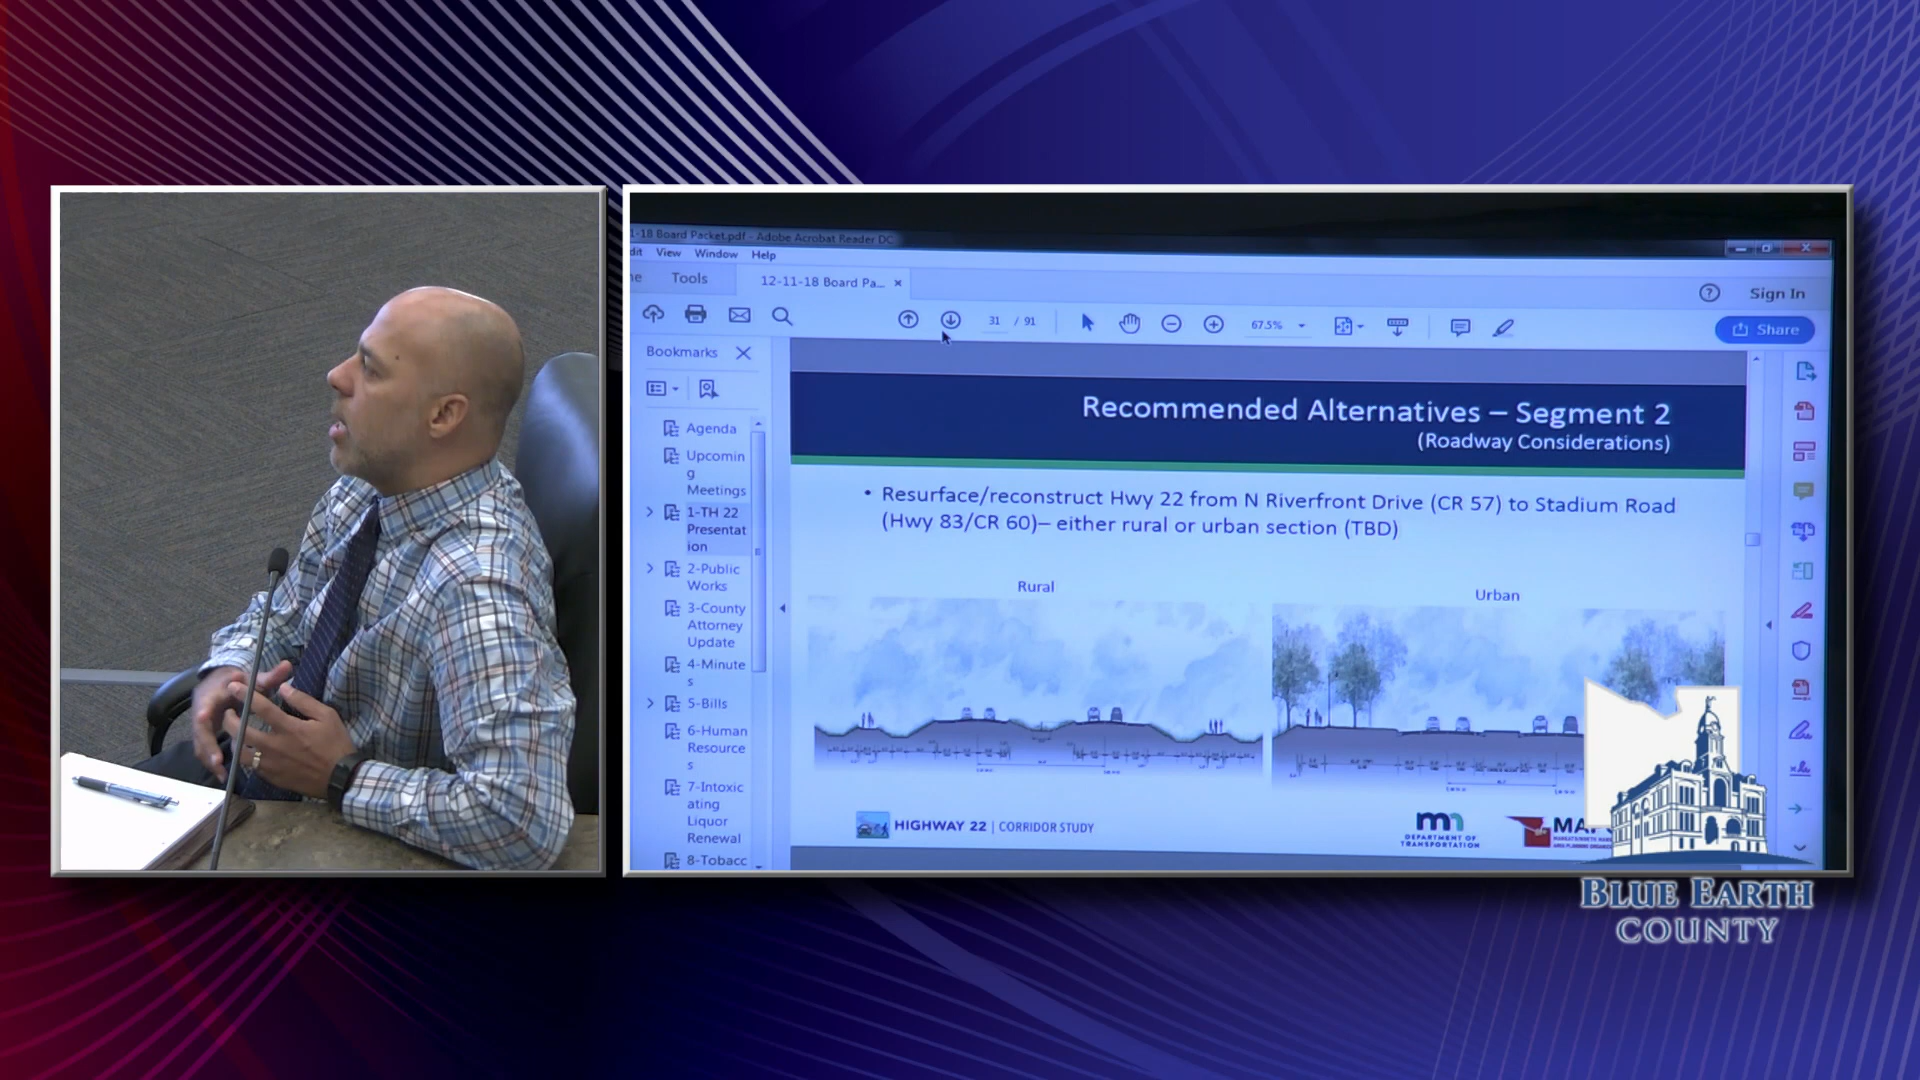 1-18 Board Packet.pdf - Adobe Acrobat Reader DC
dit View Window Help
ne Tools 12-11-18 Board Pa... × Sign In
31 / 91 67.5% Share
Bookmarks
Agenda
Upcomin
g
Meetings
1-TH 22
Presentat
ion
2-Public
Works
3-County
Attorney
Update
4-Minute
s
5-Bills
6-Human
Resource
s
7-Intoxic
ating
Liquor
Renewal
8-Tobacc
Recommended Alternatives – Segment 2
(Roadway Considerations)
• Resurface/reconstruct Hwy 22 from N Riverfront Drive (CR 57) to Stadium Road
(Hwy 83/CR 60)– either rural or urban section (TBD)
Rural
Urban
HIGHWAY 22 | CORRIDOR STUDY
DEPARTMENT OF
TRANSPORTATION
BLUE EARTH
COUNTY